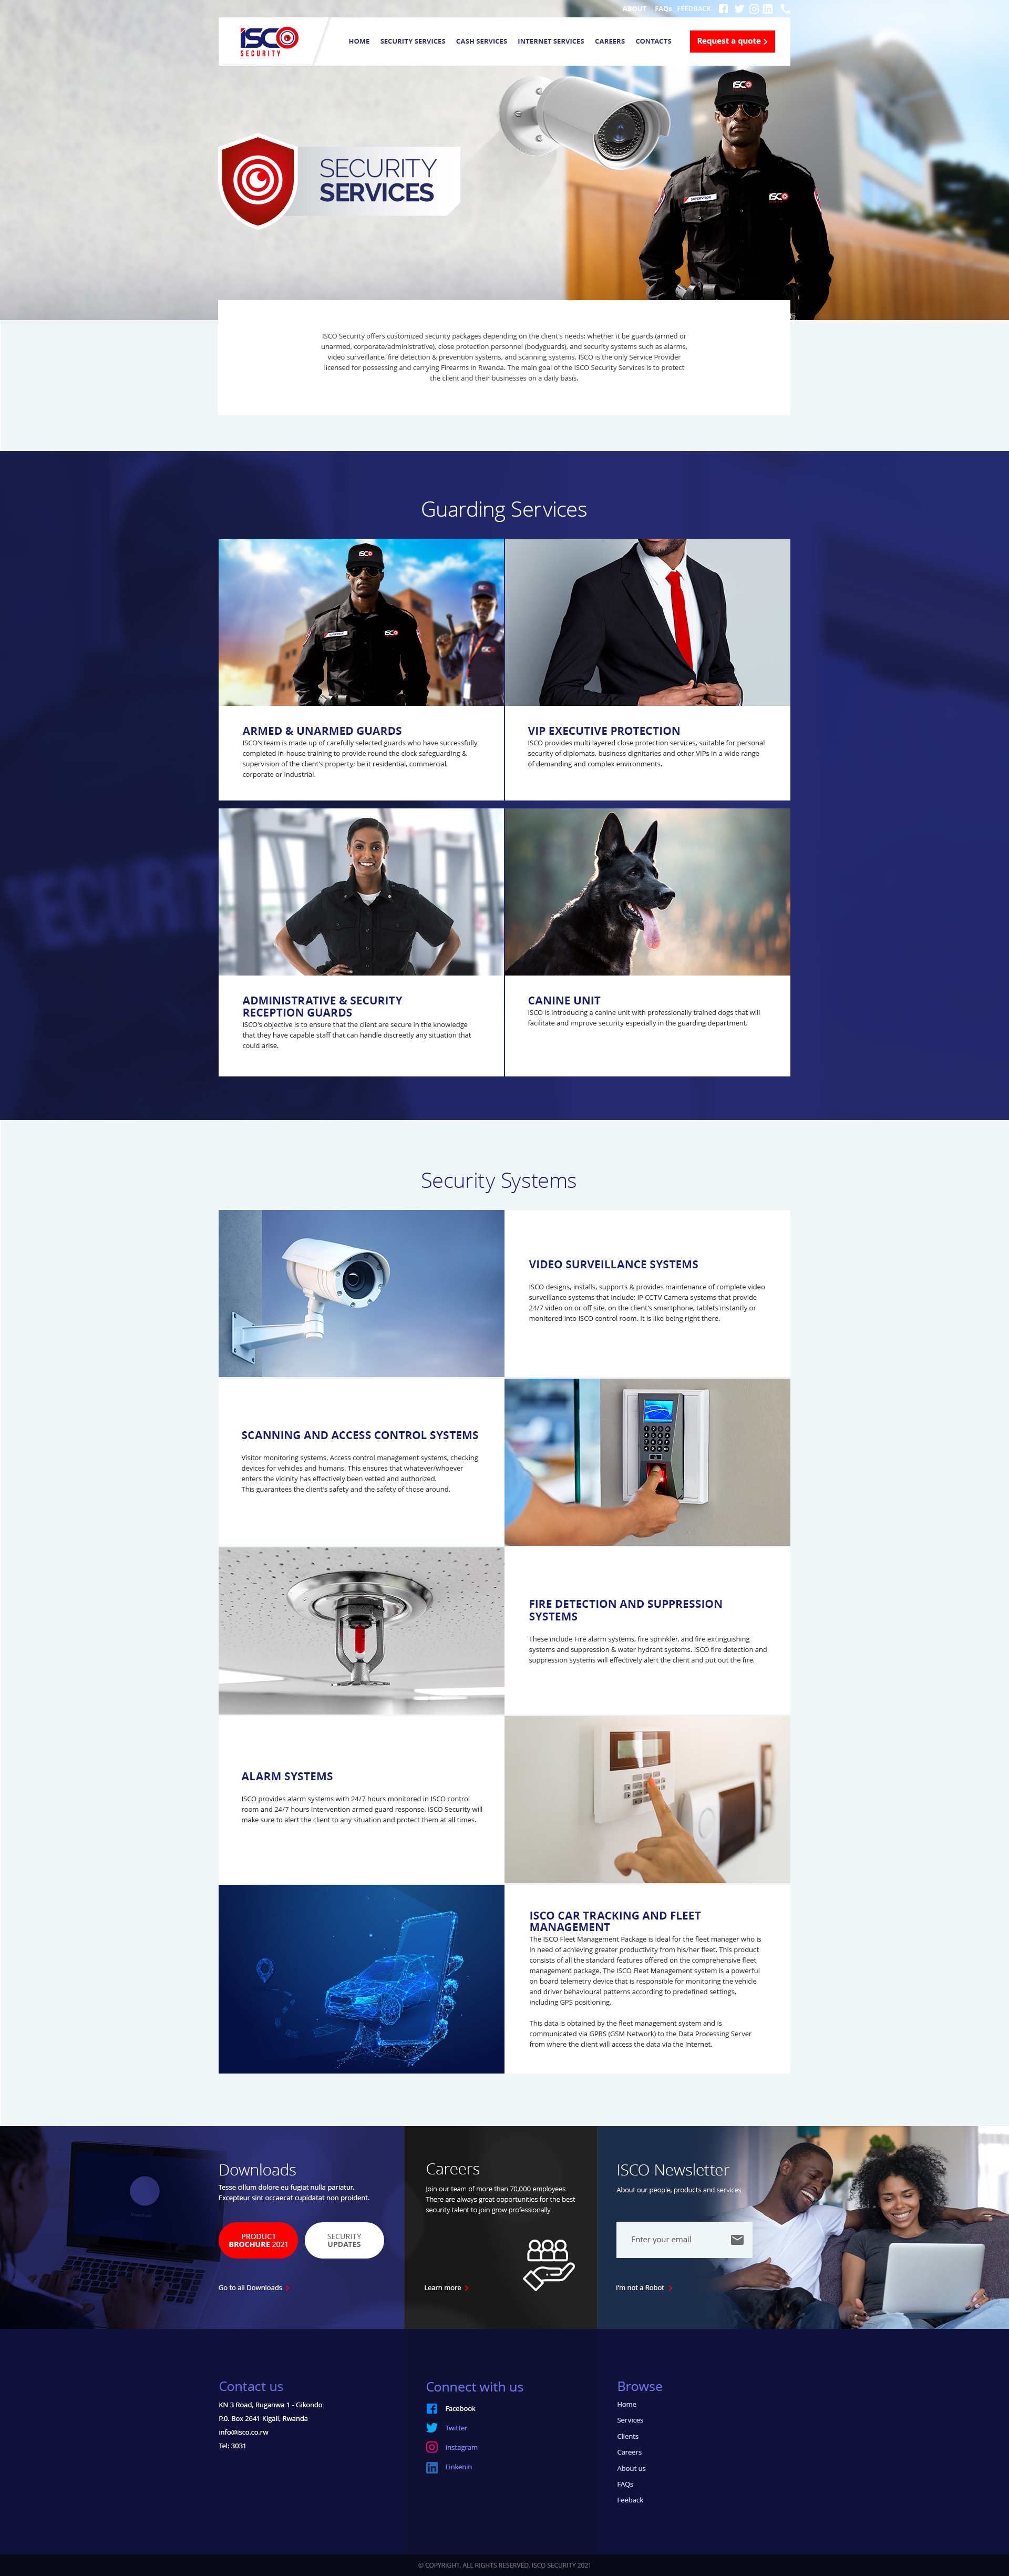 ABOUT FAQs FEEDBACK
ISCO
SECURITY
HOME SECURITY SERVICES CASH SERVICES INTERNET SERVICES CAREERS CONTACTS Request a quote
ISCO
SUPERVISOR
ISCO
SECURITY
SERVICES
ISCO Security offers customized security packages depending on the client's needs; whether it be guards (armed or
unarmed, corporate/administrative), close protection personnel (bodyguards), and security systems such as alarms,
video surveillance, fire detection & prevention systems, and scanning systems. ISCO is the only Service Provider
licensed for possessing and carrying Firearms in Rwanda. The main goal of the ISCO Security Services is to protect
the client and their businesses on a daily basis.
Guarding Services
ISCO
ISCO
ISCO
ARMED & UNARMED GUARDS
ISCO's team is made up of carefully selected guards who have successfully
completed in-house training to provide round the clock safeguarding &
supervision of the client's property: be it residential, commercial,
corporate or industrial.
VIP EXECUTIVE PROTECTION
ISCO provides multi layered close protection services, suitable for personal
security of diplomats, business dignitaries and other VIPs in a wide range
of demanding and complex environments.
ECURIT
ADMINISTRATIVE & SECURITY
RECEPTION GUARDS
ISCO's objective is to ensure that the client are secure in the knowledge
that they have capable staff that can handle discreetly any situation that
could arise.
CANINE UNIT
ISCO is introducing a canine unit with professionally trained dogs that will
facilitate and improve security especially in the guarding department.
Security Systems
VIDEO SURVEILLANCE SYSTEMS
ISCO designs, installs, supports & provides maintenance of complete video
surveillance systems that include; IP CCTV Camera systems that provide
24/7 video on or off site, on the client's smartphone, tablets instantly or
monitored into ISCO control room. It is like being right there.
SCANNING AND ACCESS CONTROL SYSTEMS
Visitor monitoring systems, Access control management systems, checking
devices for vehicles and humans. This ensures that whatever/whoever
enters the vicinity has effectively been vetted and authorized.
This guarantees the client's safety and the safety of those around.
FIRE DETECTION AND SUPPRESSION
SYSTEMS
These include Fire alarm systems, fire sprinkler, and fire extinguishing
systems and suppression & water hydrant systems. ISCO fire detection and
suppression systems will effectively alert the client and put out the fire.
ALARM SYSTEMS
ISCO provides alarm systems with 24/7 hours monitored in ISCO control
room and 24/7 hours Intervention armed guard response. ISCO Security will
make sure to alert the client to any situation and protect them at all times.
ISCO CAR TRACKING AND FLEET
MANAGEMENT
The ISCO Fleet Management Package is ideal for the fleet manager who is
in need of achieving greater productivity from his/her fleet. This product
consists of all the standard features offered on the comprehensive fleet
management package. The ISCO Fleet Management system is a powerful
on board telemetry device that is responsible for monitoring the vehicle
and driver behavioural patterns according to predefined settings,
including GPS positioning.
This data is obtained by the fleet management system and is
communicated via GPRS (GSM Network) to the Data Processing Server
from where the client will access the data via the Internet.
Downloads
Tesse cillum dolore eu fugiat nulla pariatur.
Excepteur sint occaecat cupidatat non proident.
PRODUCT
BROCHURE 2021
SECURITY
UPDATES
Go to all Downloads
Careers
Join our team of more than 70,000 employees.
There are always great opportunities for the best
security talent to join grow professionally.
Learn more
ISCO Newsletter
About our people, products and services.
Enter your email
I'm not a Robot
Contact us
KN 3 Road, Ruganwa 1 - Gikondo
P.0. Box 2641 Kigali, Rwanda
info@isco.co.rw
Tel: 3031
Connect with us
Facebook
Twitter
Instagram
Linkenin
Browse
Home
Services
Clients
Careers
About us
FAQs
Feeback
© COPYRIGHT. ALL RIGHTS RESERVED. ISCO SECURITY 2021